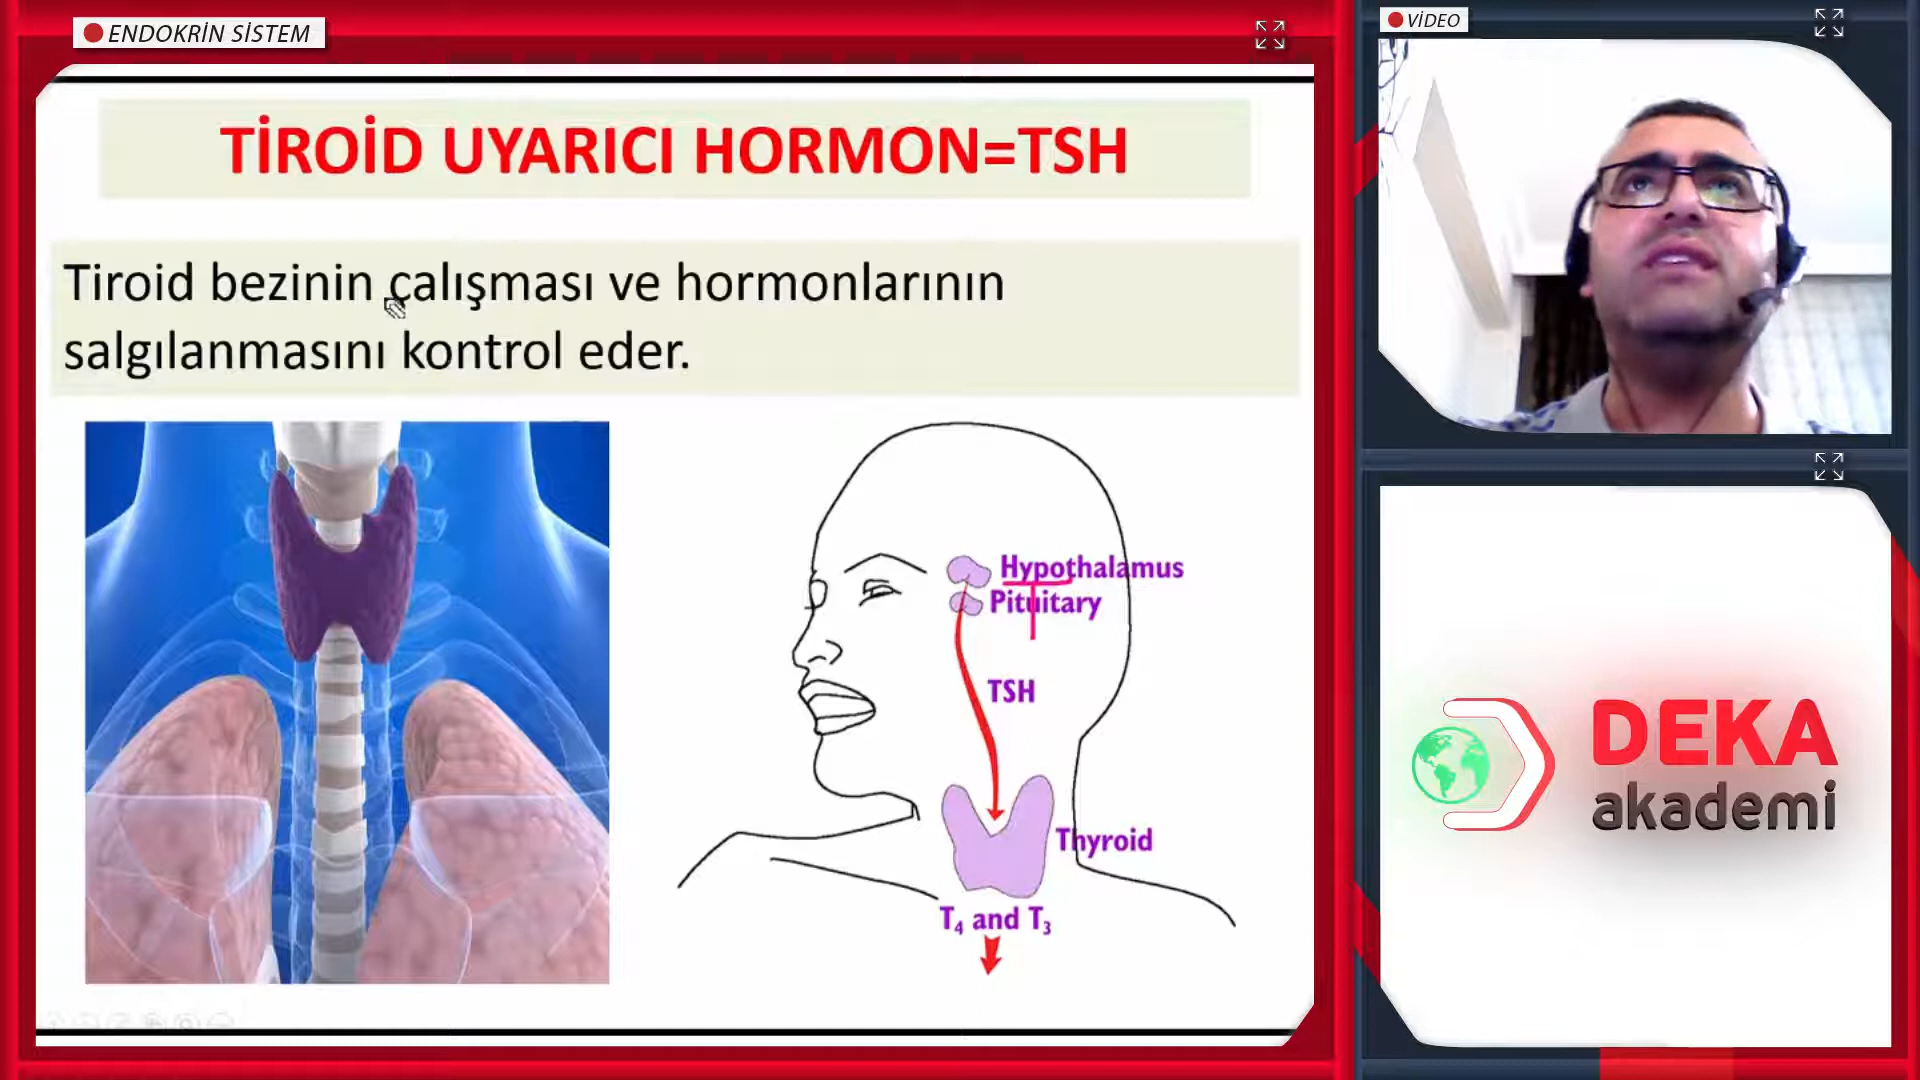 ENDOKRİN SİSTEM
VİDEO
TİROİD UYARICI HORMON=TSH
Tiroid bezinin çalışması ve hormonlarının
salgılanmasını kontrol eder.
Hypothalamus
Pituitary
TSH
Thyroid
T₄ and T₃
DEKA
akademi